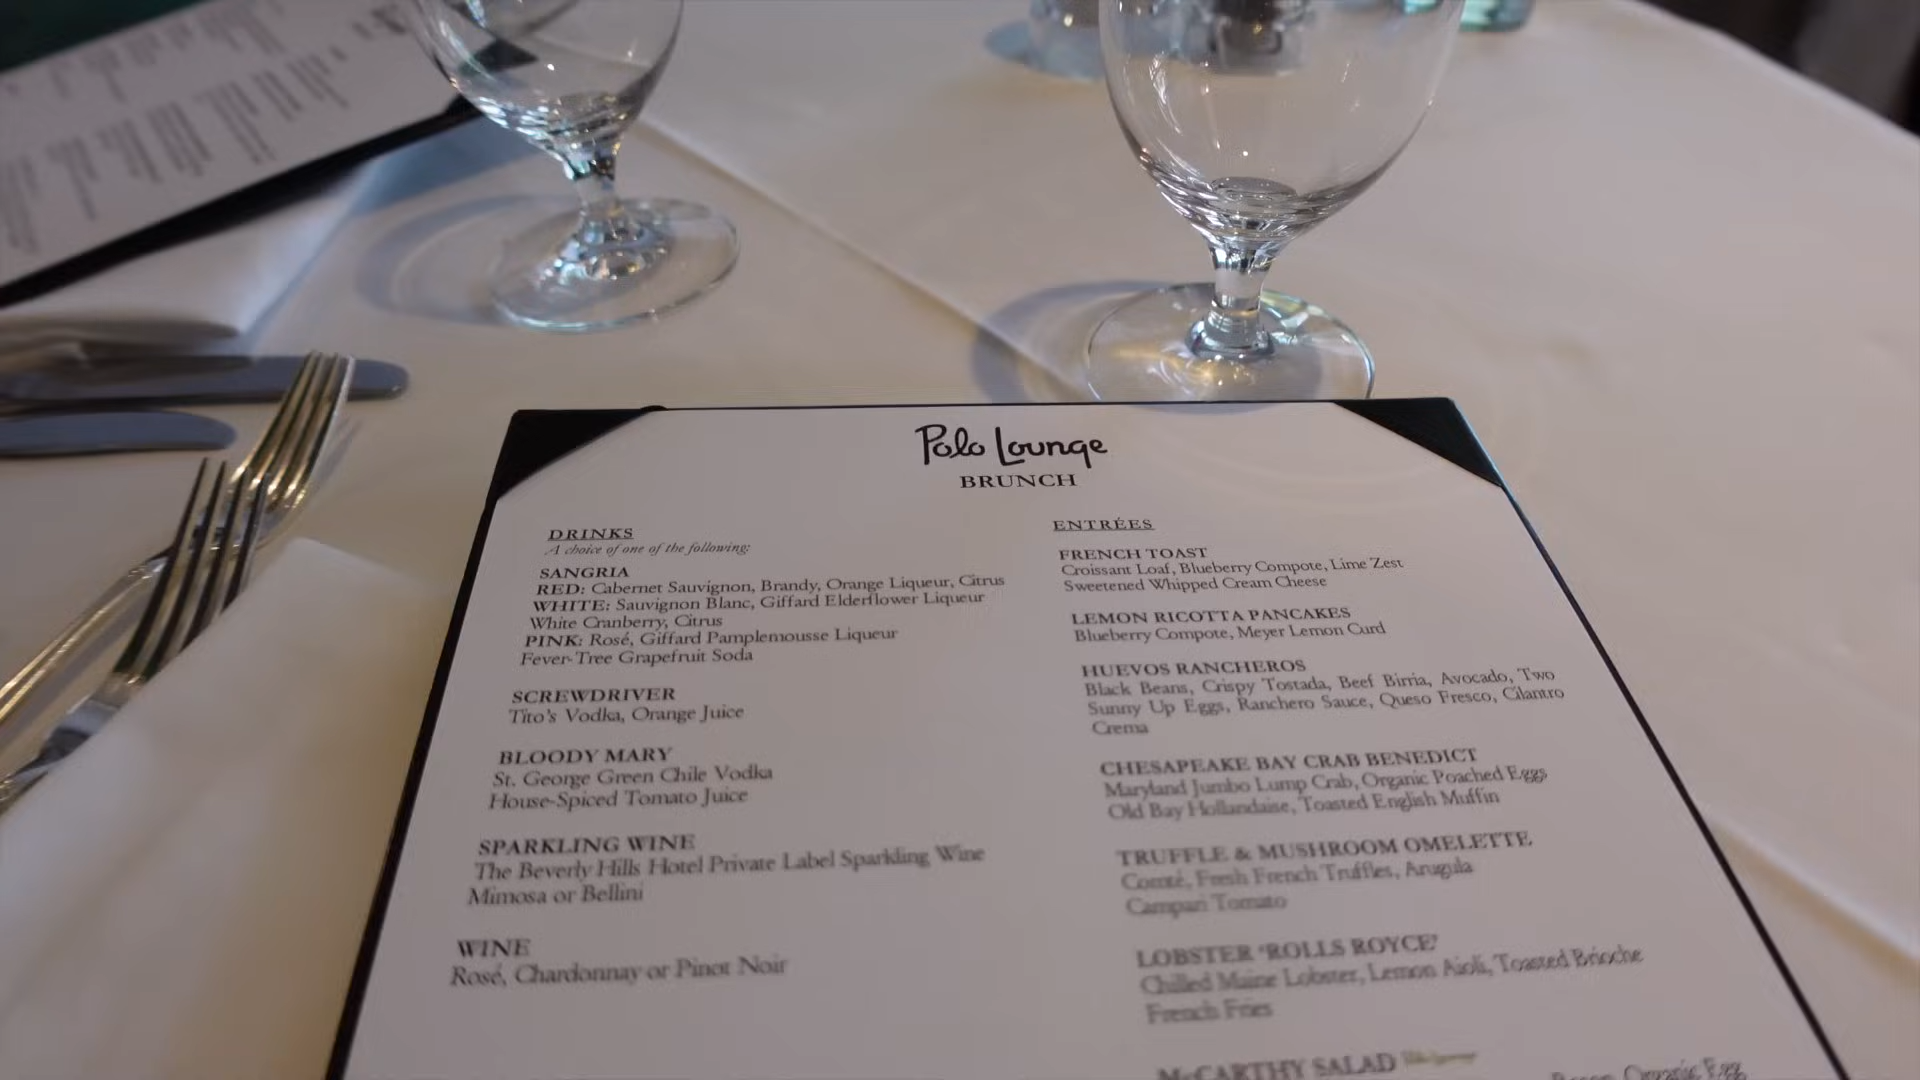 Polo Lounge
BRUNCH
DRINKS
A choice of one of the following:
SANGRIA
RED: Cabernet Sauvignon, Brandy, Orange Liqueur, Citrus
WHITE: Sauvignon Blanc, Giffard Elderflower Liqueur
White Cranberry, Citrus
PINK: Rosé, Giffard Pamplemousse Liqueur
Fever-Tree Grapefruit Soda
SCREWDRIVER
Tito's Vodka, Orange Juice
BLOODY MARY
St. George Green Chile Vodka
House-Spiced Tomato Juice
SPARKLING WINE
The Beverly Hills Hotel Private Label Sparkling Wine
Mimosa or Bellini
WINE
Rosé, Chardonnay or Pinot Noir
ENTRÉES
FRENCH TOAST
Croissant Loaf, Blueberry Compote, Lime Zest
Sweetened Whipped Cream Cheese
LEMON RICOTTA PANCAKES
Blueberry Compote, Meyer Lemon Curd
HUEVOS RANCHEROS
Black Beans, Crispy Tostada, Beef Birria, Avocado, Two
Sunny Up Eggs, Ranchero Sauce, Queso Fresco, Cilantro
Crema
CHESAPEAKE BAY CRAB BENEDICT
Maryland Jumbo Lump Crab, Organic Poached Eggs
Old Bay Hollandaise, Toasted English Muffin
TRUFFLE & MUSHROOM OMELETTE
Comté, Fresh French Truffles, Arugula
Campari Tomato
LOBSTER 'ROLLS ROYCE'
Chilled Maine Lobster, Lemon Aioli, Toasted Brioche
French Fries
McCARTHY SALAD
Organic Egg